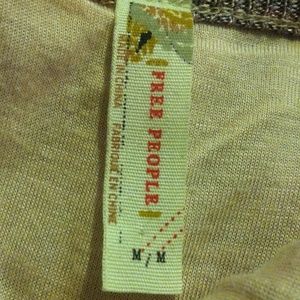 FREE PEOPLE
MADE IN CHINA
FABRIQUE EN CHINE
M/M